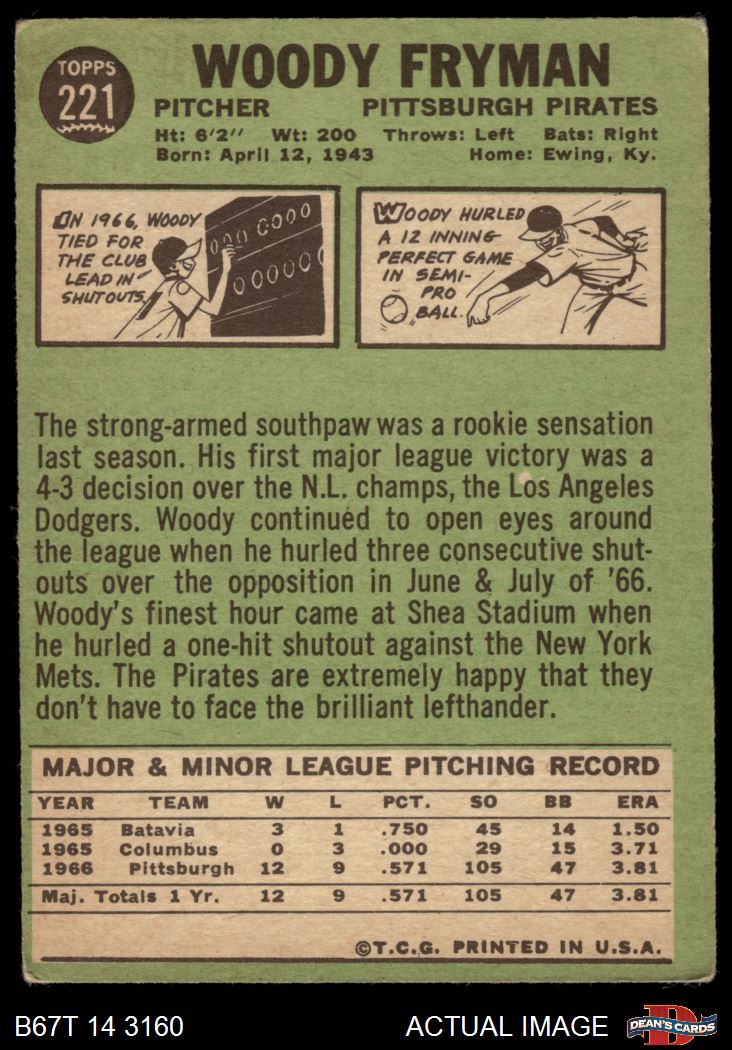 TOPPS
221
WOODY FRYMAN
PITCHER PITTSBURGH PIRATES
Ht: 6'2" Wt: 200 Throws: Left Bats: Right
Born: April 12, 1943 Home: Ewing, Ky.
IN 1966, WOODY
TIED FOR
THE CLUB
LEAD IN
SHUTOUTS.
WOODY HURLED
A 12 INNING
PERFECT GAME
IN SEMI-
PRO
BALL.
The strong-armed southpaw was a rookie sensation
last season. His first major league victory was a
4-3 decision over the N.L. champs, the Los Angeles
Dodgers. Woody continued to open eyes around
the league when he hurled three consecutive shut-
outs over the opposition in June & July of '66.
Woody's finest hour came at Shea Stadium when
he hurled a one-hit shutout against the New York
Mets. The Pirates are extremely happy that they
don't have to face the brilliant lefthander.
MAJOR & MINOR LEAGUE PITCHING RECORD
YEAR TEAM W L PCT. SO BB ERA
1965 Batavia 3 1 .750 45 14 1.50
1965 Columbus 0 3 .000 29 15 3.71
1966 Pittsburgh 12 9 .571 105 47 3.81
Maj. Totals 1 Yr. 12 9 .571 105 47 3.81
©T.C.G. PRINTED IN U.S.A.
B67T 14 3160 ACTUAL IMAGE DEAN'S CARDS